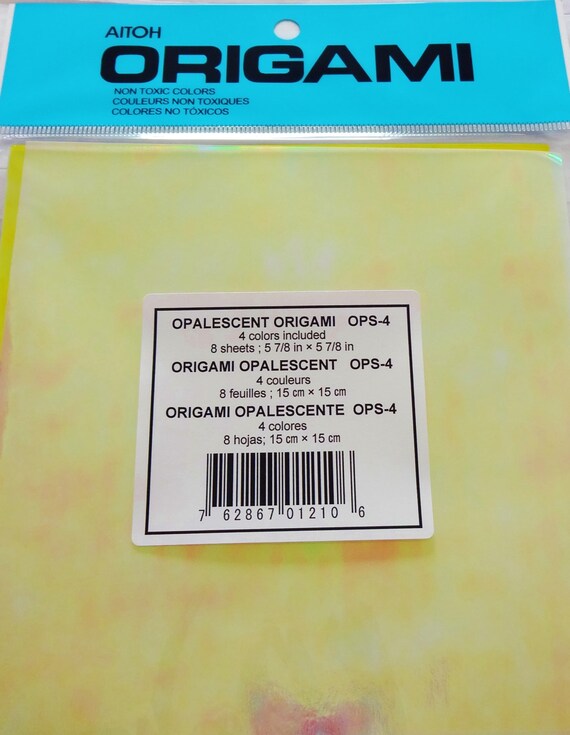 AITOH
ORIGAMI
NON TOXIC COLORS
COULEURS NON TOXIQUES
COLORES NO TÓXICOS
OPALESCENT ORIGAMI OPS-4
4 colors included
8 sheets ; 5 7/8 in × 5 7/8 in
ORIGAMI OPALESCENT OPS-4
4 couleurs
8 feuilles ; 15 cm × 15 cm
ORIGAMI OPALESCENTE OPS-4
4 colores
8 hojas; 15 cm × 15 cm
7 62867 01210 6